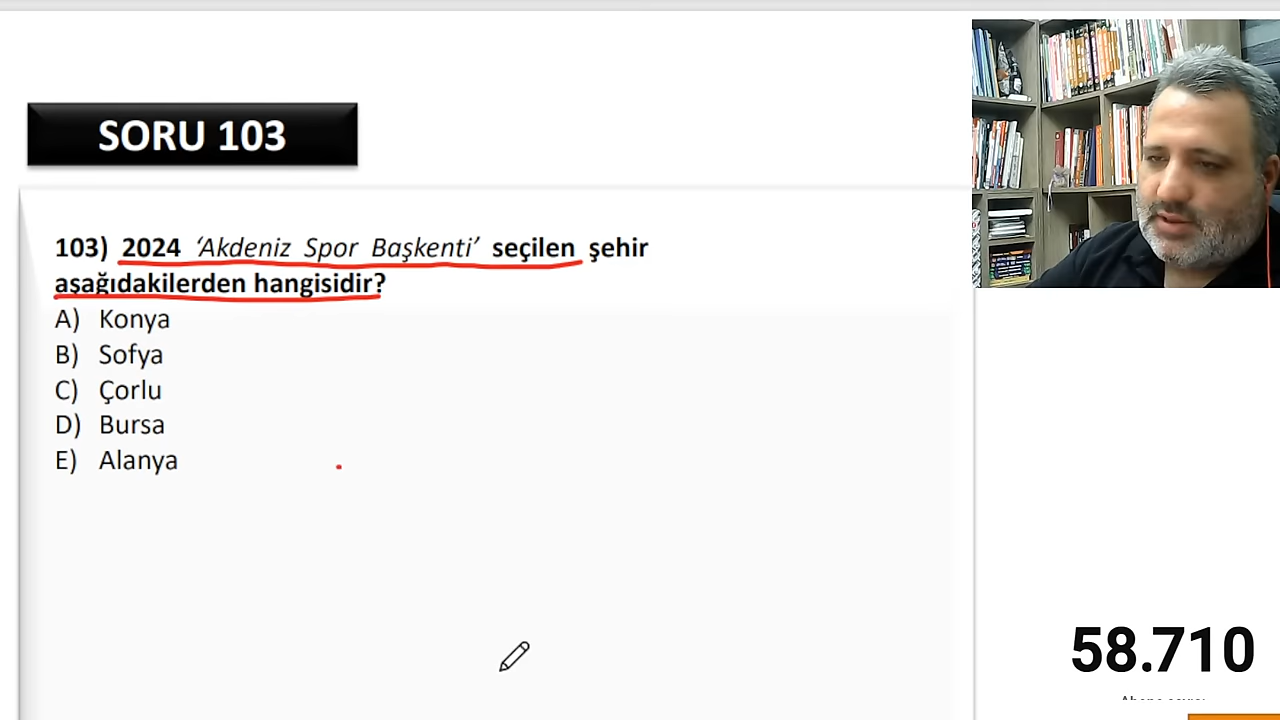 SORU 103
103) 2024 ‘Akdeniz Spor Başkenti’ seçilen şehir
aşağıdakilerden hangisidir?
A) Konya
B) Sofya
C) Çorlu
D) Bursa
E) Alanya
58.710